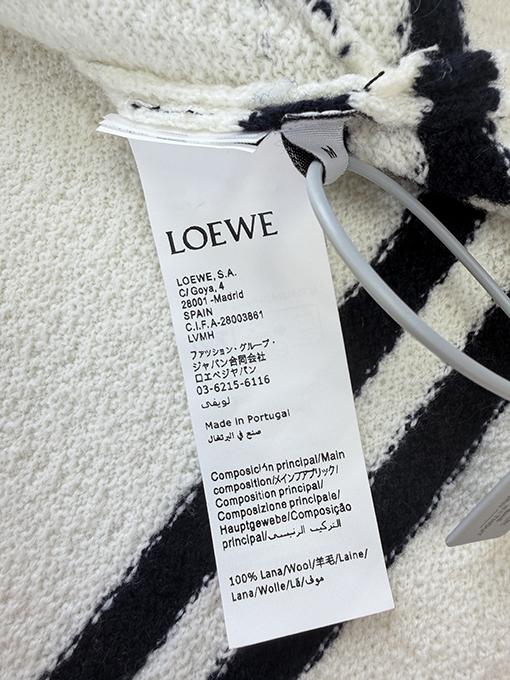 LOEWE
LOEWE, S.A.
C/ Goya, 4
28001 -Madrid
SPAIN
C.I.F.A-28003861
LVMH
ファッション・グループ・
ジャパン合同会社
ロエベジャパン
03-6215-6116
لويفي
Made in Portugal
صنع في البرتغال
Composición principal/Main
composition/メインファブリック/
Composition principal/
Composizione principale/
Hauptgewebe/Composição
principal/التركيب الرئيسي
100% Lana/Wool/羊毛/Laine/
Lana/Wolle/Lã/صوف
M